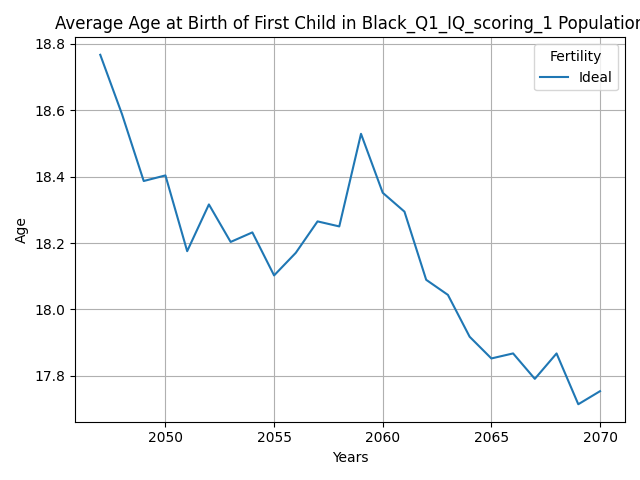 Average Age at Birth of First Child in Black_Q1_IQ_scoring_1 Population
18.8
18.6
18.4
18.2
18.0
17.8
Age
Fertility
Ideal
2050 2055 2060 2065 2070
Years